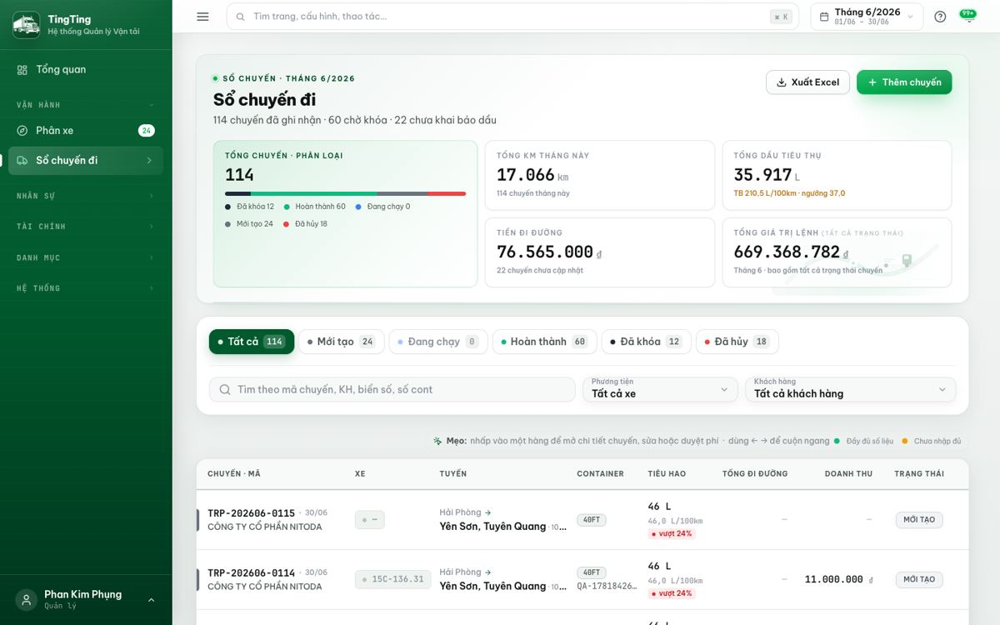 TingTing
Hệ thống Quản lý Vận tải
Tổng quan
VẬN HÀNH
Phân xe 24
Sổ chuyến đi
NHÂN SỰ
TÀI CHÍNH
DANH MỤC
HỆ THỐNG
Phan Kim Phụng
Quản lý
Tìm trang, cấu hình, thao tác...
⌘ K
Tháng 6/2026
01/06 – 30/06
99+
SỔ CHUYẾN · THÁNG 6/2026
Sổ chuyến đi
114 chuyến đã ghi nhận · 60 chờ khóa · 22 chưa khai báo dầu
Xuất Excel
+ Thêm chuyến
TỔNG CHUYẾN · PHÂN LOẠI
114
Đã khóa 12 Hoàn thành 60 Đang chạy 0
Mới tạo 24 Đã hủy 18
TỔNG KM THÁNG NÀY
17.066 km
114 chuyến tháng này
TỔNG DẦU TIÊU THỤ
35.917 L
TB 210.5 L/100km · ngưỡng 37.0
TIỀN ĐI ĐƯỜNG
76.565.000 ₫
22 chuyến chưa cập nhật
TỔNG GIÁ TRỊ LỆNH (TẤT CẢ TRẠNG THÁI)
669.368.782 ₫
Tháng 6 · bao gồm tất cả trạng thái chuyến
Tất cả 114 Mới tạo 24 Đang chạy 0 Hoàn thành 60 Đã khóa 12 Đã hủy 18
Tìm theo mã chuyến, KH, biển số, số cont
Phương tiện
Tất cả xe
Khách hàng
Tất cả khách hàng
Mẹo: nhấp vào một hàng để mở chi tiết chuyến, sửa hoặc duyệt phí · dùng ← → để cuộn ngang Đầy đủ số liệu Chưa nhập đủ
CHUYẾN · MÃ XE TUYẾN CONTAINER TIÊU HAO TỔNG ĐI ĐƯỜNG DOANH THU TRẠNG THÁI
TRP-202606-0115 · 30/06
CÔNG TY CỔ PHẦN NITODA
—
Hải Phòng →
Yên Sơn, Tuyên Quang · 10...
40FT
46 L
46,0 L/100km
vượt 24%
—
—
MỚI TẠO
TRP-202606-0114 · 30/06
CÔNG TY CỔ PHẦN NITODA
15C-136.31
Hải Phòng →
Yên Sơn, Tuyên Quang · 10...
40FT
QA-17818426...
46 L
46,0 L/100km
vượt 24%
—
11.000.000 ₫
MỚI TẠO